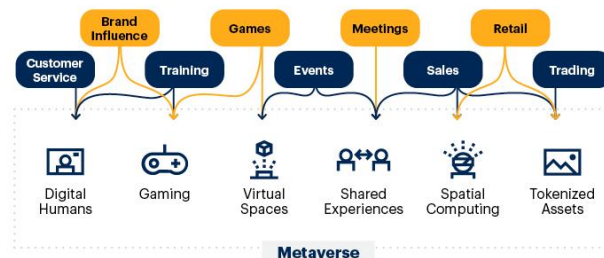 Brand
Influence
Games
Meetings
Retail
Customer
Service
Training
Events
Sales
Trading
Digital
Humans
Gaming
Virtual
Spaces
Shared
Experiences
Spatial
Computing
Tokenized
Assets
Metaverse